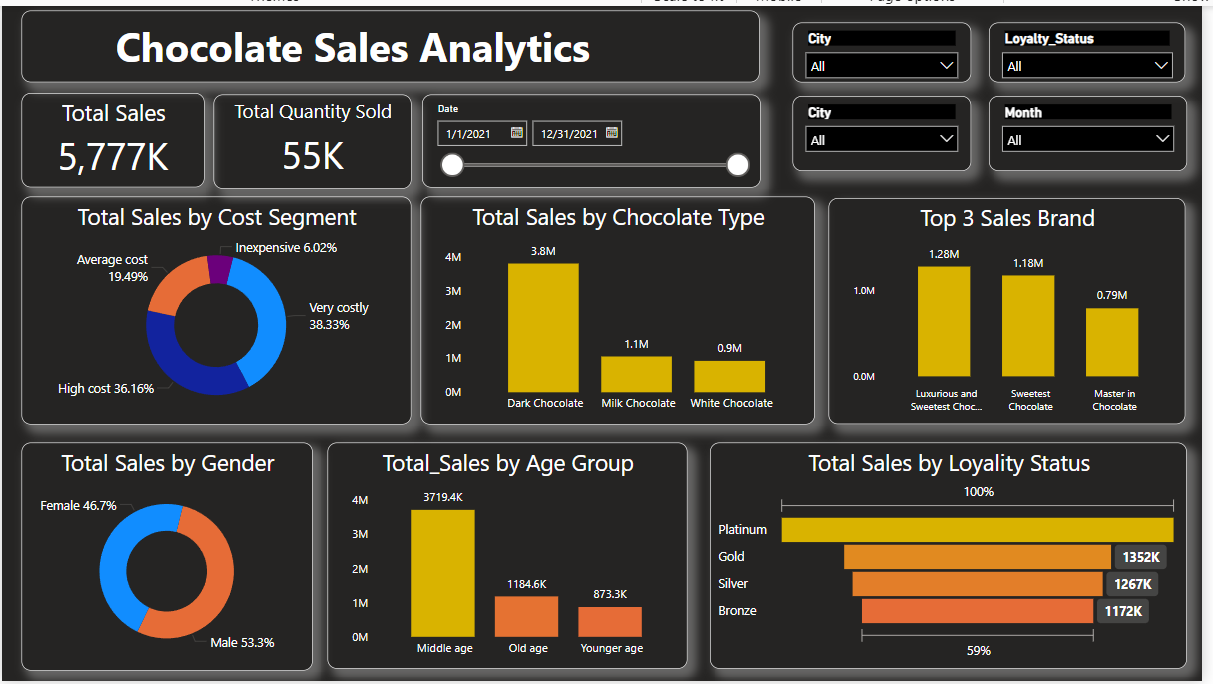 Chocolate Sales Analytics
City
All
Loyalty_Status
All
Total Sales
5,777K
Total Quantity Sold
55K
Date
1/1/2021
12/31/2021
City
All
Month
All
Total Sales by Cost Segment
Inexpensive 6.02%
Average cost
19.49%
Very costly
38.33%
High cost 36.16%
Total Sales by Chocolate Type
4M
3M
2M
1M
0M
3.8M
1.1M
0.9M
Dark Chocolate
Milk Chocolate
White Chocolate
Top 3 Sales Brand
1.0M
0.0M
1.28M
1.18M
0.79M
Luxurious and
Sweetest Choc...
Sweetest
Chocolate
Master in
Chocolate
Total Sales by Gender
Female 46.7%
Male 53.3%
Total_Sales by Age Group
4M
3M
2M
1M
0M
3719.4K
1184.6K
873.3K
Middle age
Old age
Younger age
Total Sales by Loyality Status
100%
Platinum
Gold
1352K
Silver
1267K
Bronze
1172K
59%